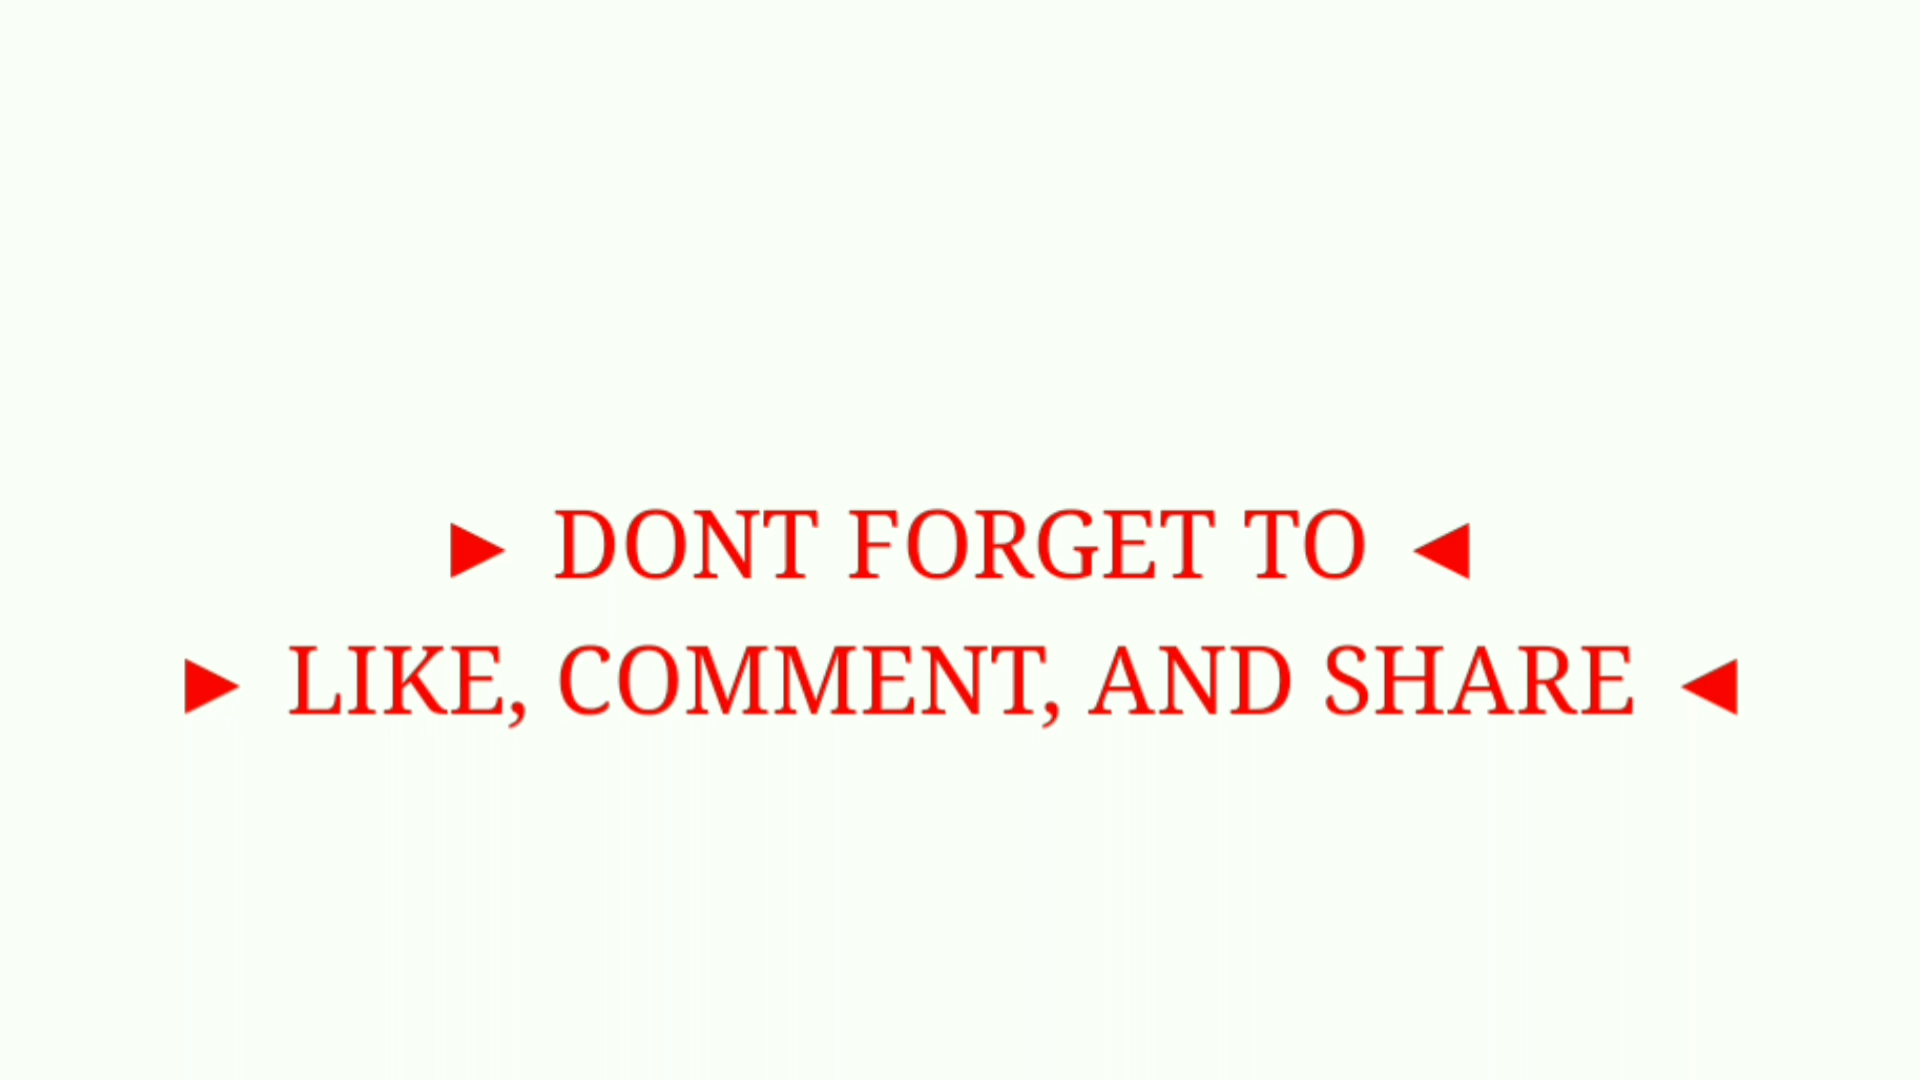 ► DONT FORGET TO ◄
► LIKE, COMMENT, AND SHARE ◄